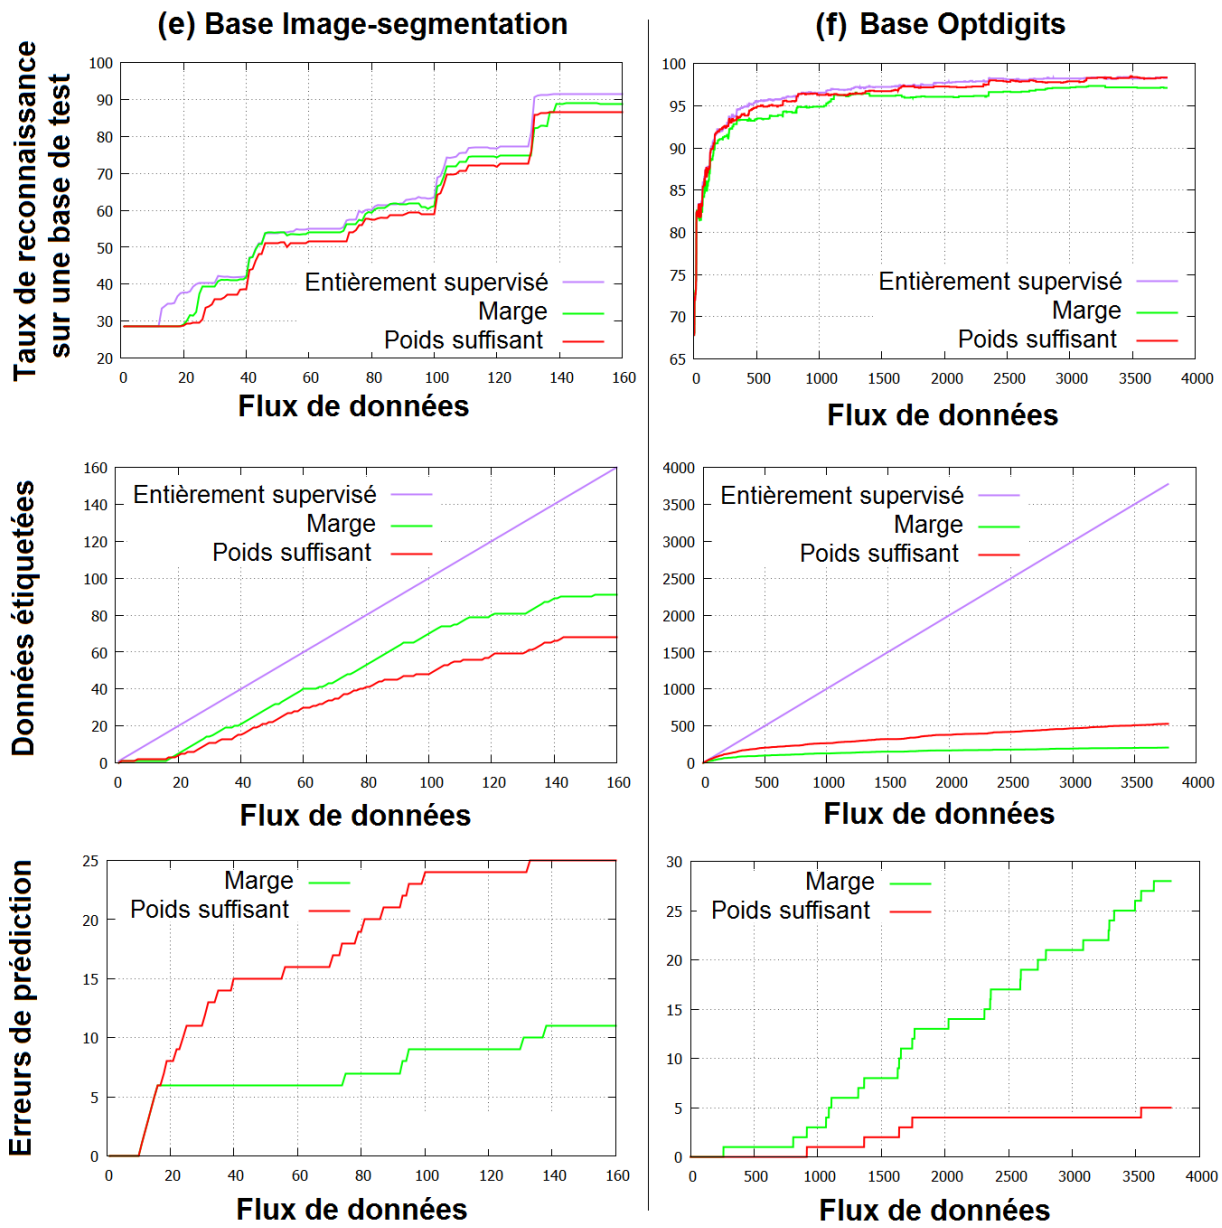 (e) Base Image-segmentation
(f) Base Optdigits
Taux de reconnaissance
sur une base de test
100
90
80
70
60
50
40
30
20
Entièrement supervisé
Marge
Poids suffisant
0 20 40 60 80 100 120 140 160
Flux de données
100
95
90
85
80
75
70
65
Entièrement supervisé
Marge
Poids suffisant
0 500 1000 1500 2000 2500 3000 3500 4000
Flux de données
Données étiquetées
160
140
120
100
80
60
40
20
0
Entièrement supervisé
Marge
Poids suffisant
0 20 40 60 80 100 120 140 160
Flux de données
4000
3500
3000
2500
2000
1500
1000
500
0
Entièrement supervisé
Marge
Poids suffisant
0 500 1000 1500 2000 2500 3000 3500 4000
Flux de données
Erreurs de prédiction
25
20
15
10
5
0
Marge
Poids suffisant
0 20 40 60 80 100 120 140 160
Flux de données
30
25
20
15
10
5
0
Marge
Poids suffisant
0 500 1000 1500 2000 2500 3000 3500 4000
Flux de données